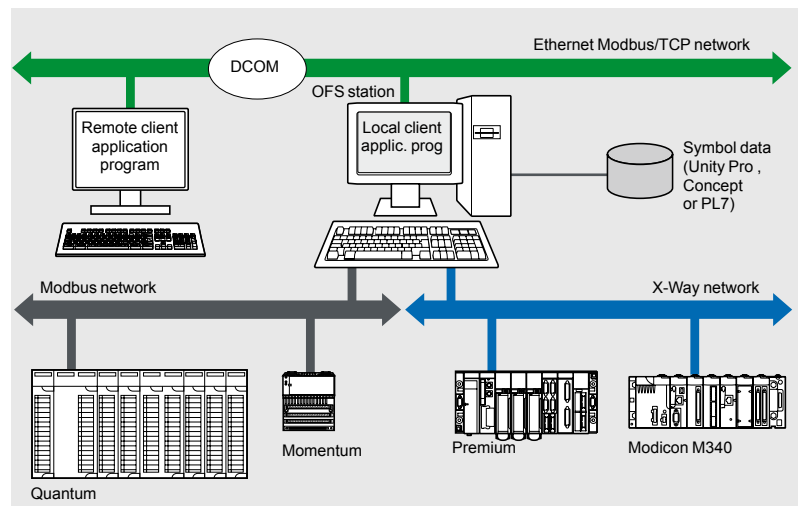 Ethernet Modbus/TCP network
DCOM
OFS station
Remote client
application
program
Local client
applic. prog
Symbol data
(Unity Pro ,
Concept
or PL7)
Modbus network
X-Way network
Momentum
Premium
Modicon M340
Quantum